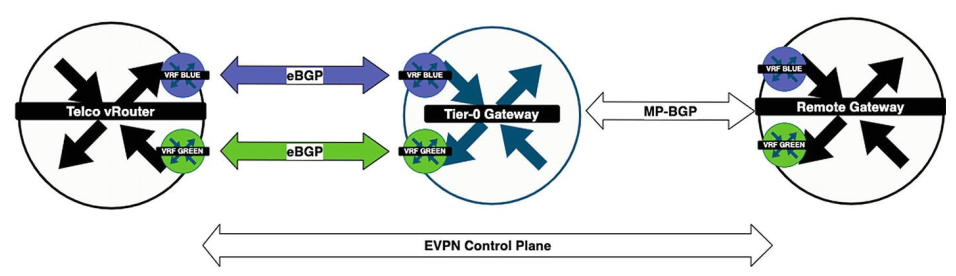 VRF BLUE
eBGP
VRF BLUE
VRF BLUE
Telco vRouter
Tier-0 Gateway
MP-BGP
Remote Gateway
VRF GREEN
eBGP
VRF GREEN
VRF GREEN
EVPN Control Plane